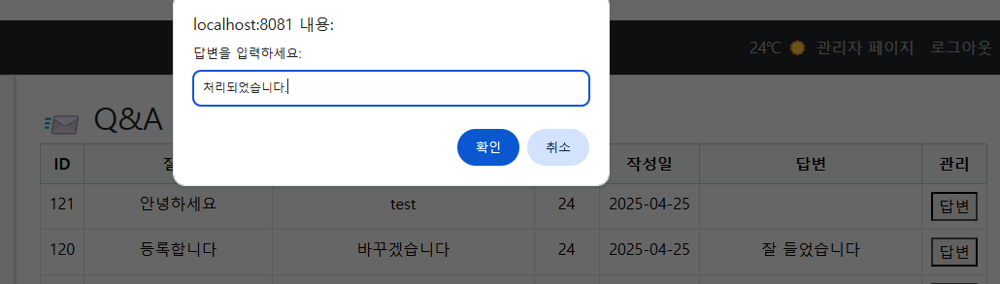 localhost:8081 내용:
답변을 입력하세요:
처리되었습니다.
확인 취소
24℃ 관리자 페이지 로그아웃
Q&A
ID 작성일 답변 관리
121 안녕하세요 test 24 2025-04-25 답변
120 등록합니다 바꾸겠습니다 24 2025-04-25 잘 들었습니다 답변